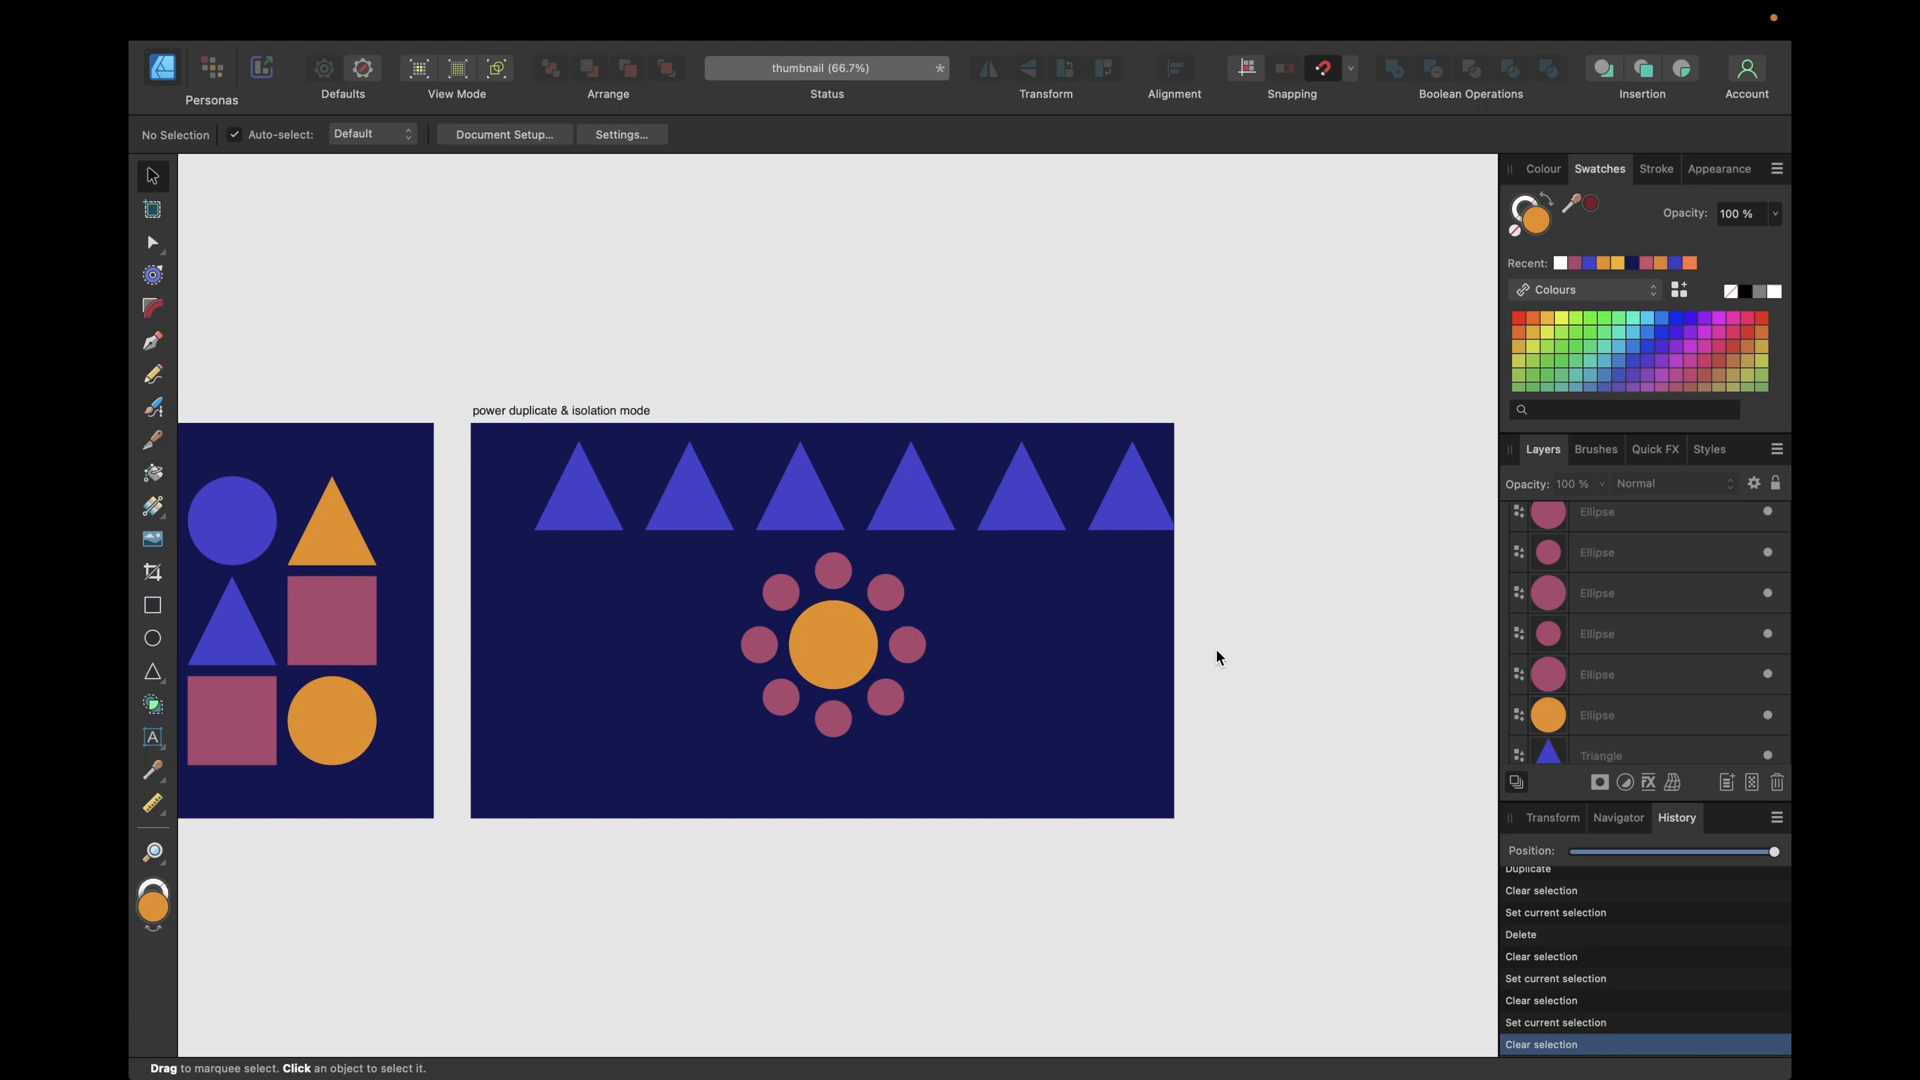 Personas
Defaults
View Mode
Arrange
thumbnail (66.7%)
*
Status
Transform
Alignment
Snapping
Boolean Operations
Insertion
Account
No Selection
Auto-select:
Default
Document Setup...
Settings...
Colour
Swatches
Stroke
Appearance
Opacity:
100 %
Recent:
Colours
power duplicate & isolation mode
Layers
Brushes
Quick FX
Styles
Opacity:
100 %
Normal
Ellipse
Ellipse
Ellipse
Ellipse
Ellipse
Ellipse
Triangle
A
Transform
Navigator
History
Position:
Duplicate
Clear selection
Set current selection
Delete
Clear selection
Set current selection
Clear selection
Set current selection
Clear selection
Drag to marquee select. Click an object to select it.